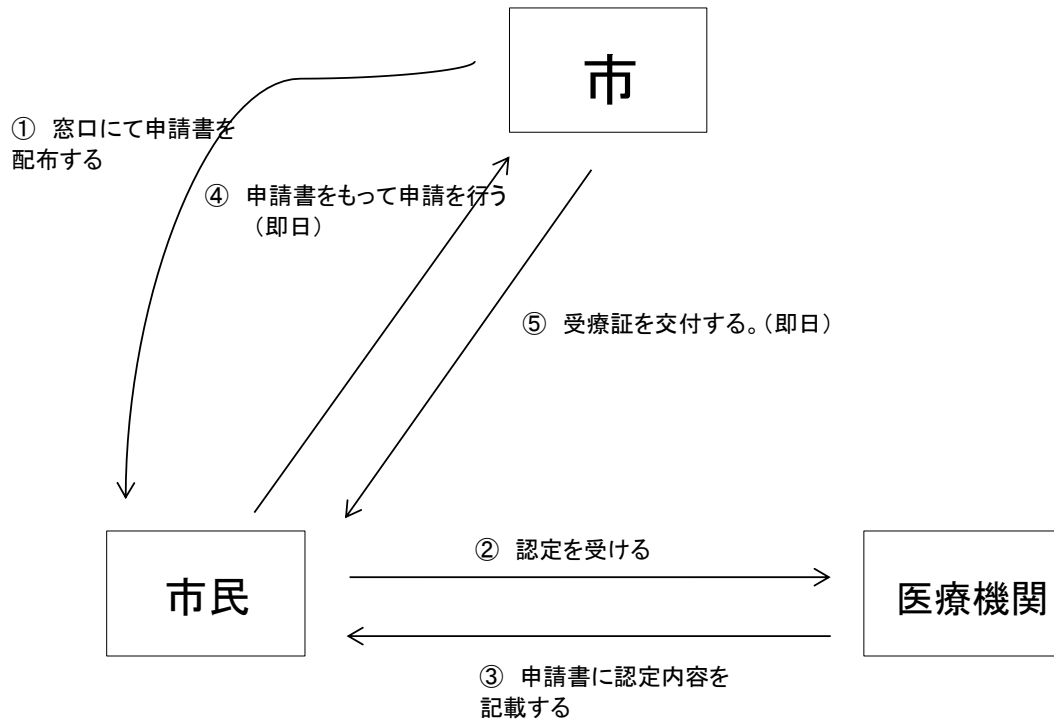 市
① 窓口にて申請書を
配布する
④ 申請書をもって申請を行う
(即日)
⑤ 受療証を交付する。(即日)
② 認定を受ける
市民
医療機関
③ 申請書に認定内容を
記載する